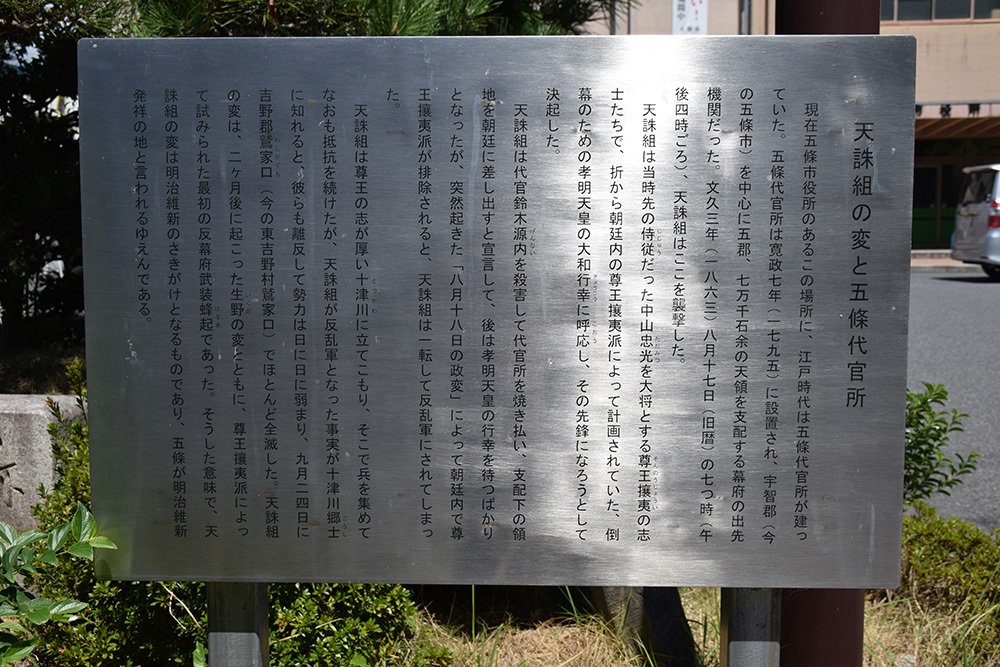 天誅組の変と五條代官所
現在五條市役所のあるこの場所に、江戸時代は五條代官所が建っ
ていた。五條代官所は寛政七年（一七九五）に設置され、宇智郡（今
の五條市）を中心に五郡、七万千石余の天領を支配する幕府の出先
機関だった。文久三年（一八六三）八月十七日（旧暦）の七つ時（午
後四時ごろ）、天誅組はここを襲撃した。
天誅組は当時先の侍従だった中山忠光を大将とする尊王攘夷の志
士たちで、折から朝廷内の尊王攘夷派によって計画されていた、倒
幕のための孝明天皇の大和行幸に呼応し、その先鋒になろうとして
決起した。
天誅組は代官鈴木源内を殺害して代官所を焼き払い、支配下の領
地を朝廷に差し出すと宣言して、後は孝明天皇の行幸を待つばかり
となったが、突然起きた「八月十八日の政変」によって朝廷内で尊
王攘夷派が排除されると、天誅組は一転して反乱軍にされてしまっ
た。
天誅組は尊王の志が厚い十津川に立てこもり、そこで兵を集めて
なおも抵抗を続けたが、天誅組が反乱軍となった事実が十津川郷士
に知れると、彼らも離反して勢力は日に日に弱まり、九月二四日に
吉野郡鷲家口（今の東吉野村鷲家口）でほとんど全滅した。天誅組
の変は、二ヶ月後に起こった生野の変とともに、尊王攘夷派によっ
て試みられた最初の反幕府武装蜂起であった。そうした意味で、天
誅組の変は明治維新のさきがけとなるものであり、五條が明治維新
発祥の地と言われるゆえんである。